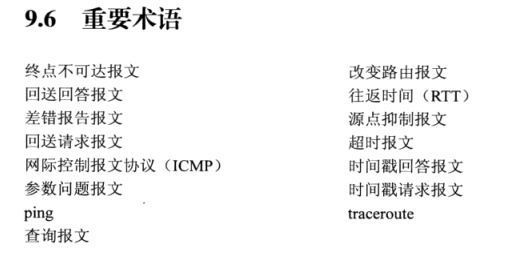 9.6 重要术语
终点不可达报文
回送回答报文
差错报告报文
回送请求报文
网际控制报文协议（ICMP）
参数问题报文
ping
查询报文
改变路由报文
往返时间（RTT）
源点抑制报文
超时报文
时间戳回答报文
时间戳请求报文
traceroute